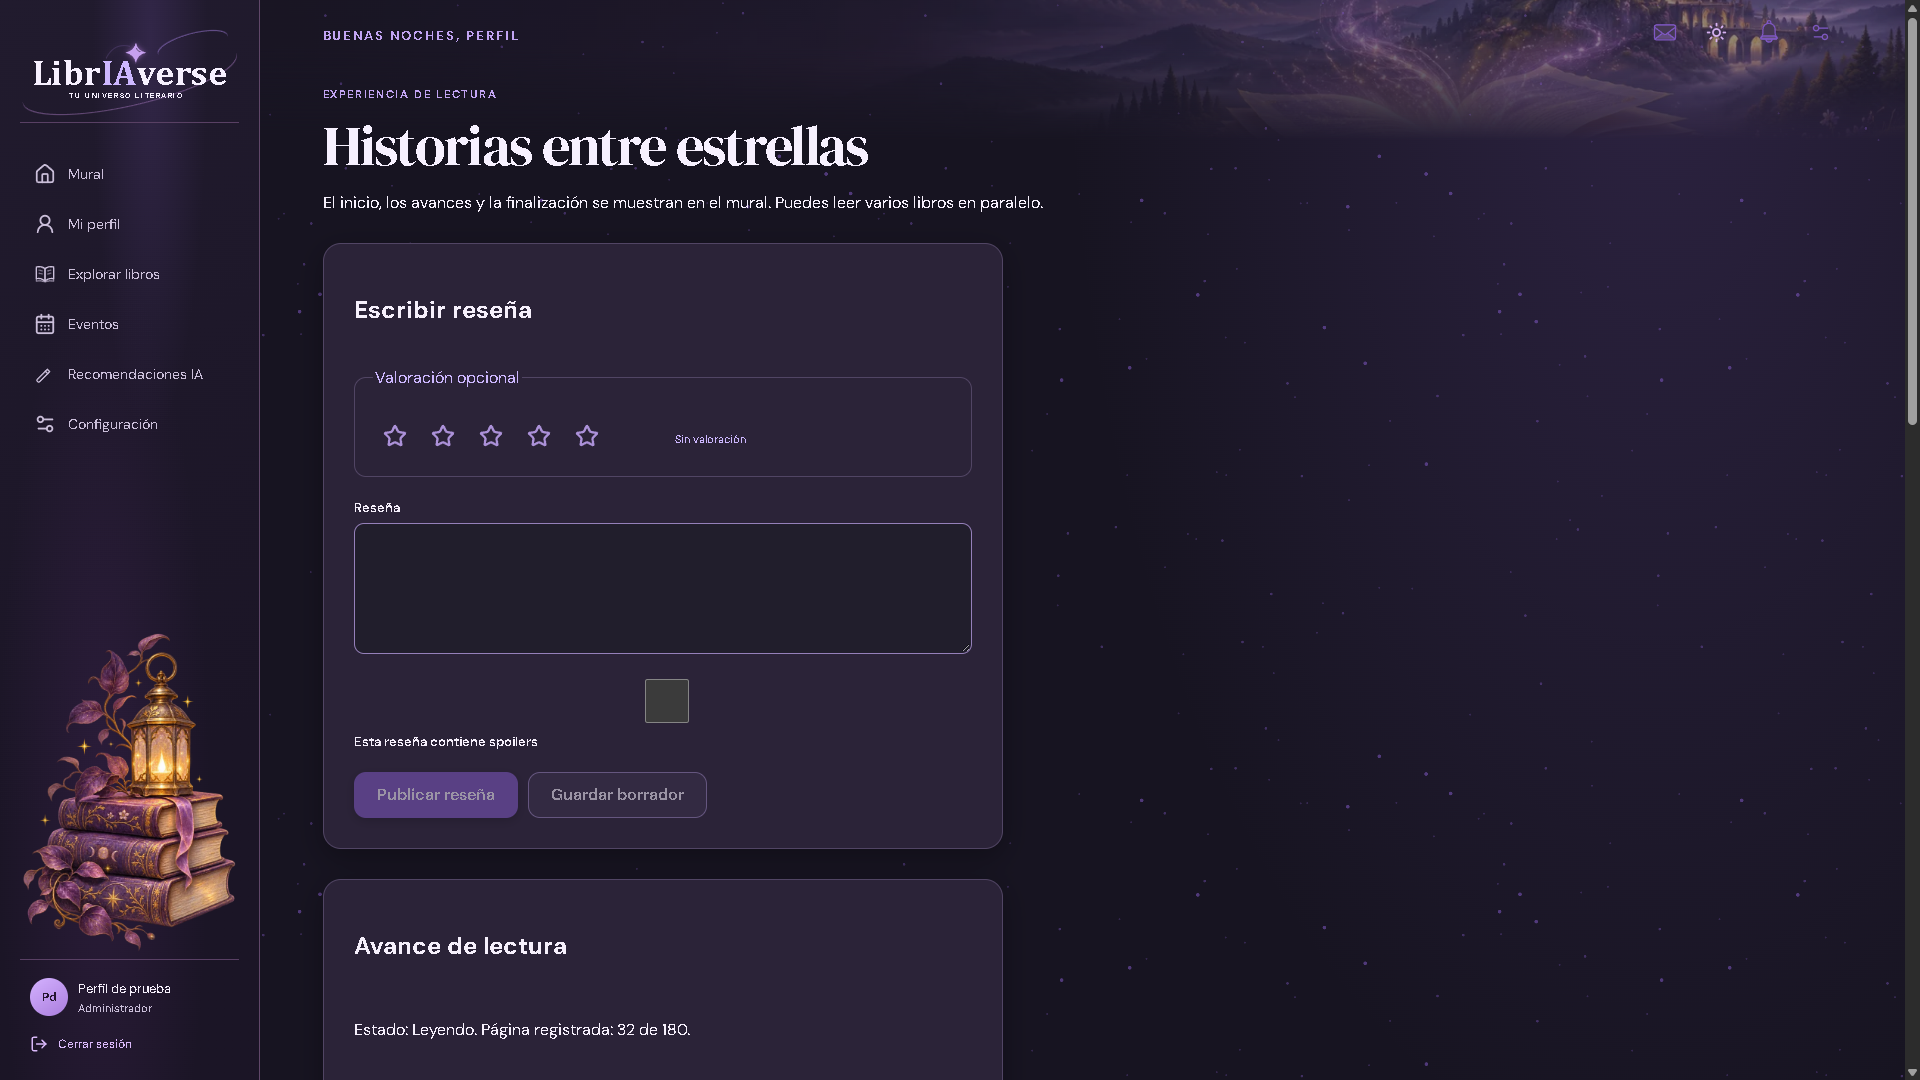 LibrIAverse
TU UNIVERSO LITERARIO
Mural
Mi perfil
Explorar libros
Eventos
Recomendaciones IA
Configuración
Pd
Perfil de prueba
Administrador
Cerrar sesión
BUENAS NOCHES, PERFIL
EXPERIENCIA DE LECTURA
Historias entre estrellas
El inicio, los avances y la finalización se muestran en el mural. Puedes leer varios libros en paralelo.
Escribir reseña
Valoración opcional
Sin valoración
Reseña
Esta reseña contiene spoilers
Publicar reseña
Guardar borrador
Avance de lectura
Estado: Leyendo. Página registrada: 32 de 180.